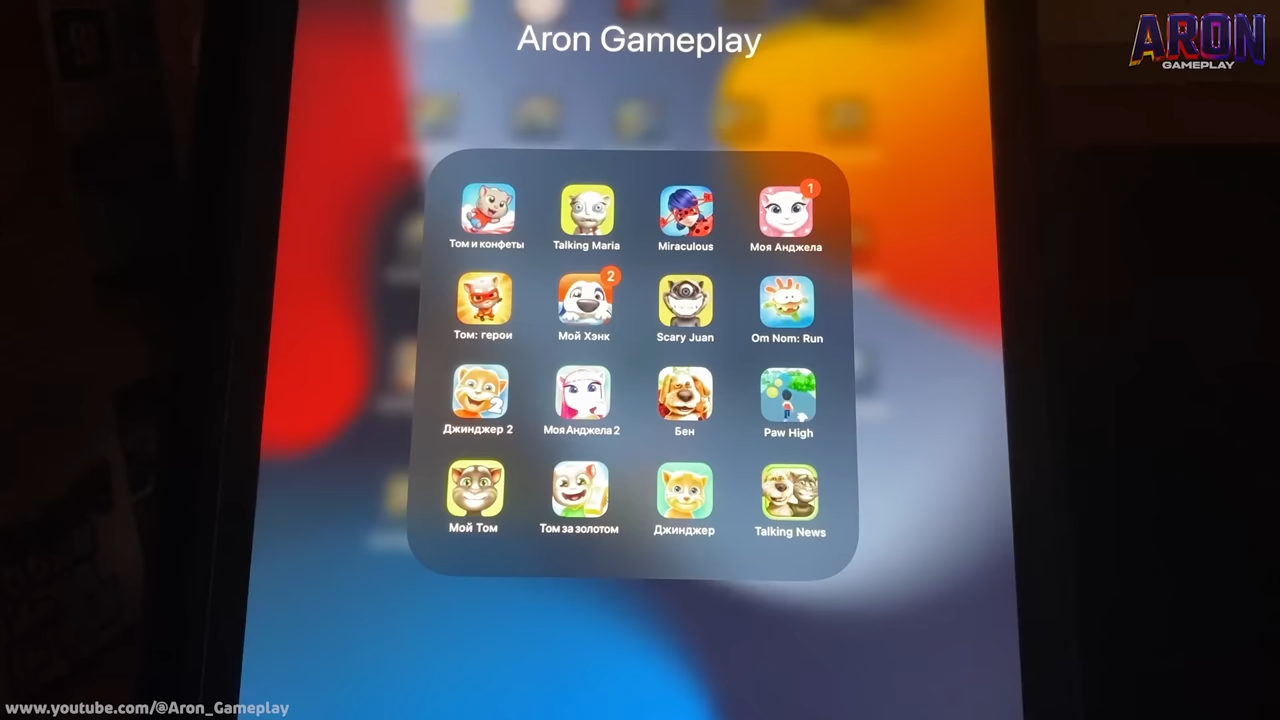 Aron Gameplay
ARON
GAMEPLAY
1
Том и конфеты
Talking Maria
Miraculous
Моя Анджела
2
Том: герои
Мой Хэнк
Scary Juan
Om Nom: Run
2
Джинджер 2
Моя Анджела 2
Бен
Paw High
Мой Том
Том за золотом
Джинджер
Talking News
www.youtube.com/@Aron_Gameplay